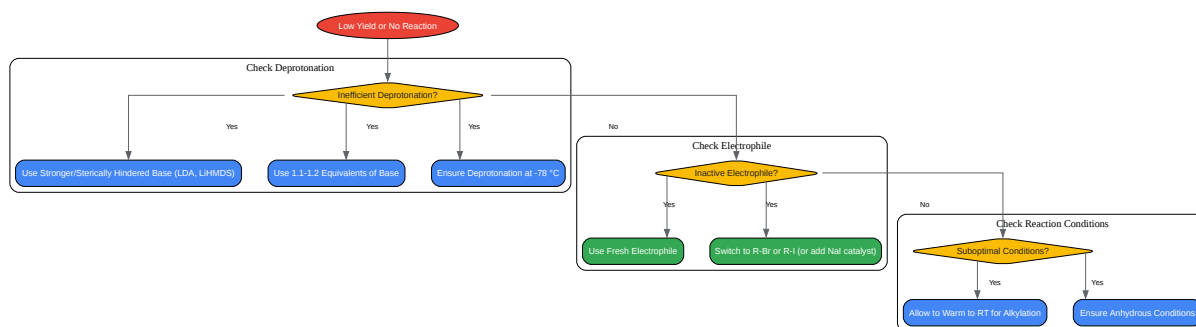 Low Yield or No Reaction
Check Deprotonation
Inefficient Deprotonation?
Yes
Yes
Yes
No
Use Stronger/Sterically Hindered Base (LDA, LiHMDS)
Use 1.1-1.2 Equivalents of Base
Ensure Deprotonation at -78 °C
Check Electrophile
Inactive Electrophile?
Yes
Yes
No
Use Fresh Electrophile
Switch to R-Br or R-I (or add NaI catalyst)
Check Reaction Conditions
Suboptimal Conditions?
Yes
Yes
Allow to Warm to RT for Alkylation
Ensure Anhydrous Conditions